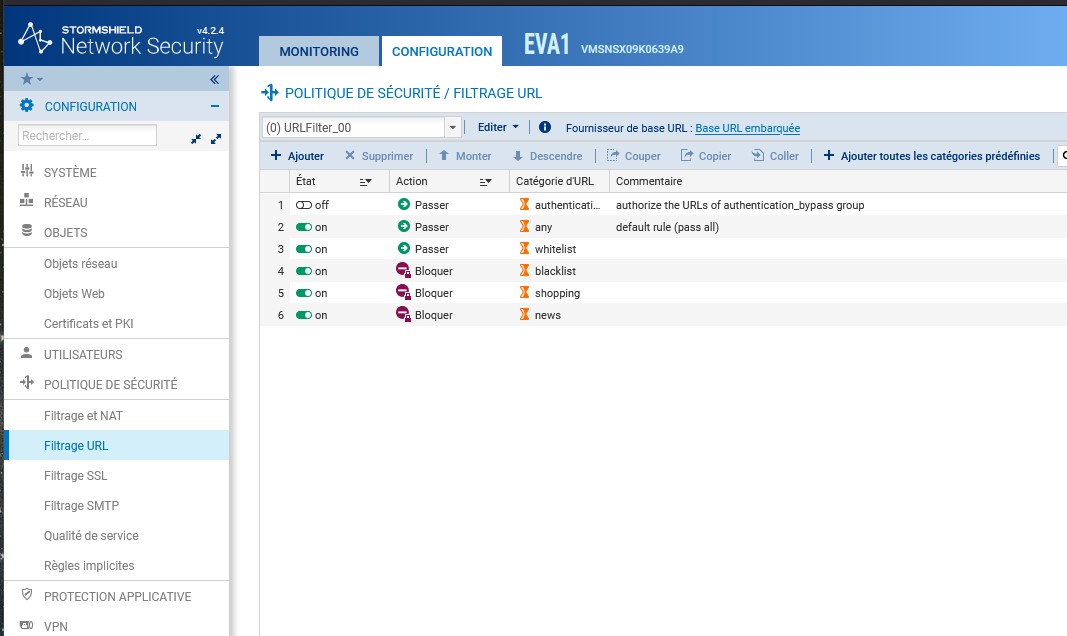 STORMSHIELD v4.2.4
Network Security
MONITORING
CONFIGURATION
EVA1 VMSNSX09K0639A9
CONFIGURATION
Rechercher...
SYSTÈME
RÉSEAU
OBJETS
Objets réseau
Objets Web
Certificats et PKI
UTILISATEURS
POLITIQUE DE SÉCURITÉ
Filtrage et NAT
Filtrage URL
Filtrage SSL
Filtrage SMTP
Qualité de service
Règles implicites
PROTECTION APPLICATIVE
VPN
POLITIQUE DE SÉCURITÉ / FILTRAGE URL
(0) URLFilter_00 Editer Fournisseur de base URL : Base URL embarquée
Ajouter Supprimer Monter Descendre Couper Copier Coller Ajouter toutes les catégories prédéfinies
État Action Catégorie d'URL Commentaire
1 off Passer authenticati... authorize the URLs of authentication_bypass group
2 on Passer any default rule (pass all)
3 on Passer whitelist
4 on Bloquer blacklist
5 on Bloquer shopping
6 on Bloquer news